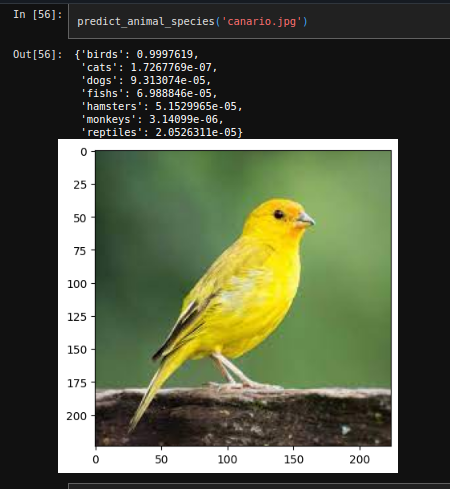 In [56]: predict_animal_species('canario.jpg')
Out[56]: {'birds': 0.9997619,
'cats': 1.7267769e-07,
'dogs': 9.313074e-05,
'fishs': 6.988846e-05,
'hamsters': 5.1529965e-05,
'monkeys': 3.14099e-06,
'reptiles': 2.0526311e-05}
0
25
50
75
100
125
150
175
200
0 50 100 150 200